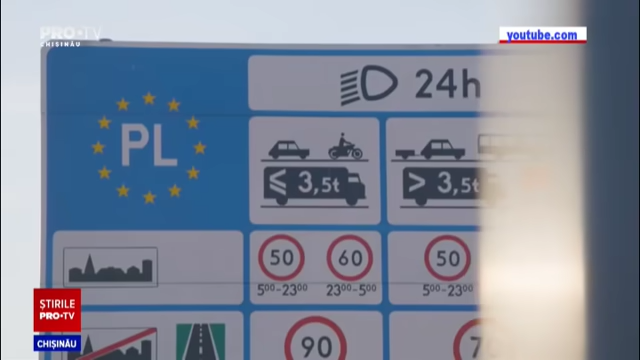 PRO•TV
CHIȘINĂU
youtube.com
24h
PL
≤ 3,5t
> 3,5t
50
60
50
5⁰⁰-23⁰⁰
23⁰⁰-5⁰⁰
5⁰⁰-23⁰⁰
90
7
ȘTIRILE
PRO•TV
CHIȘINĂU